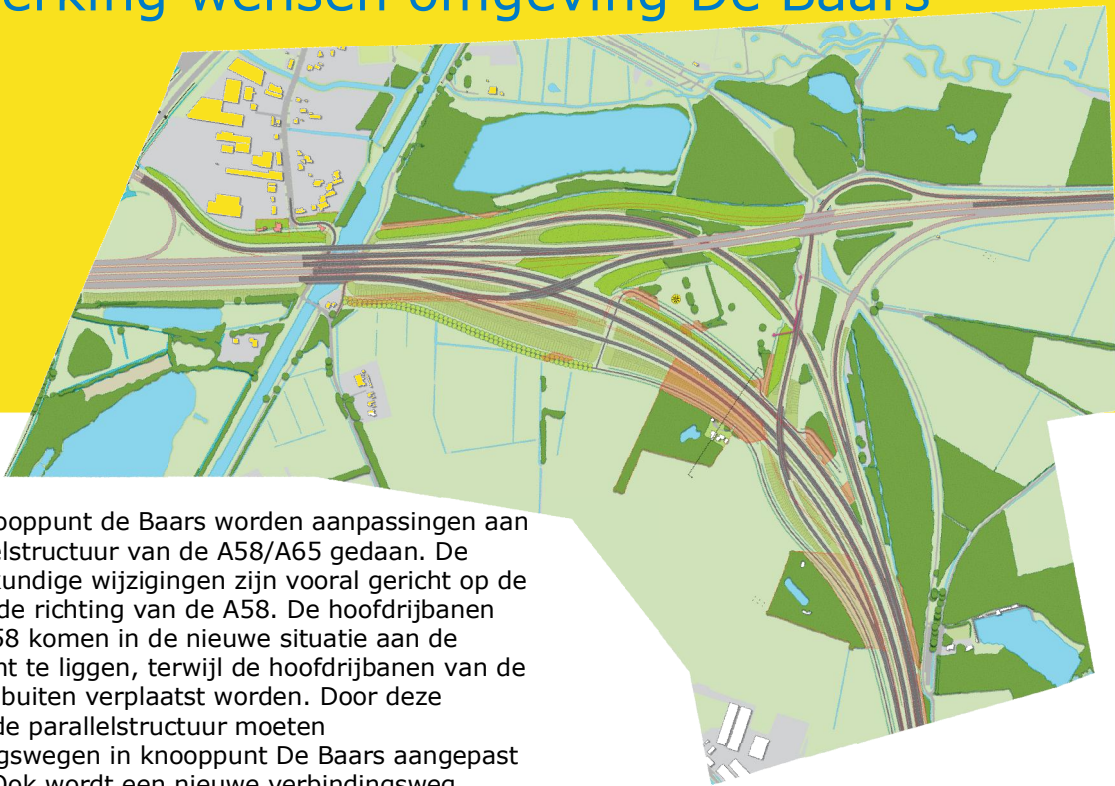 erking wensen omgeving De Baars
ooppunt de Baars worden aanpassingen aan
elstructuur van de A58/A65 gedaan. De
kundige wijzigingen zijn vooral gericht op de
de richting van de A58. De hoofdrijbanen
58 komen in de nieuwe situatie aan de
nt te liggen, terwijl de hoofdrijbanen van de
buiten verplaatst worden. Door deze
de parallelstructuur moeten
gswegen in knooppunt De Baars aangepast
Ook wordt een nieuwe verbindingsweg